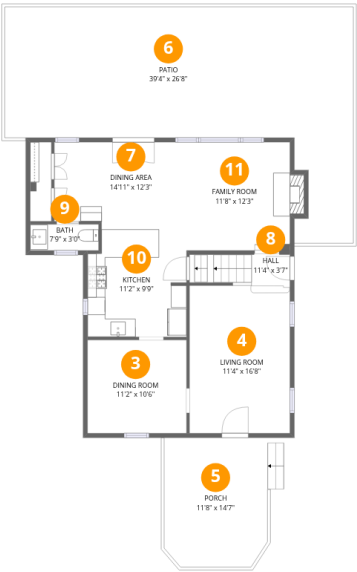 6
PATIO
39'4" x 26'8"
7
DINING AREA
14'11" x 12'3"
11
FAMILY ROOM
11'8" x 12'3"
9
BATH
7'9" x 3'0"
8
HALL
11'4" x 3'7"
10
KITCHEN
11'2" x 9'9"
4
LIVING ROOM
11'4" x 16'8"
3
DINING ROOM
11'2" x 10'6"
5
PORCH
11'8" x 14'7"